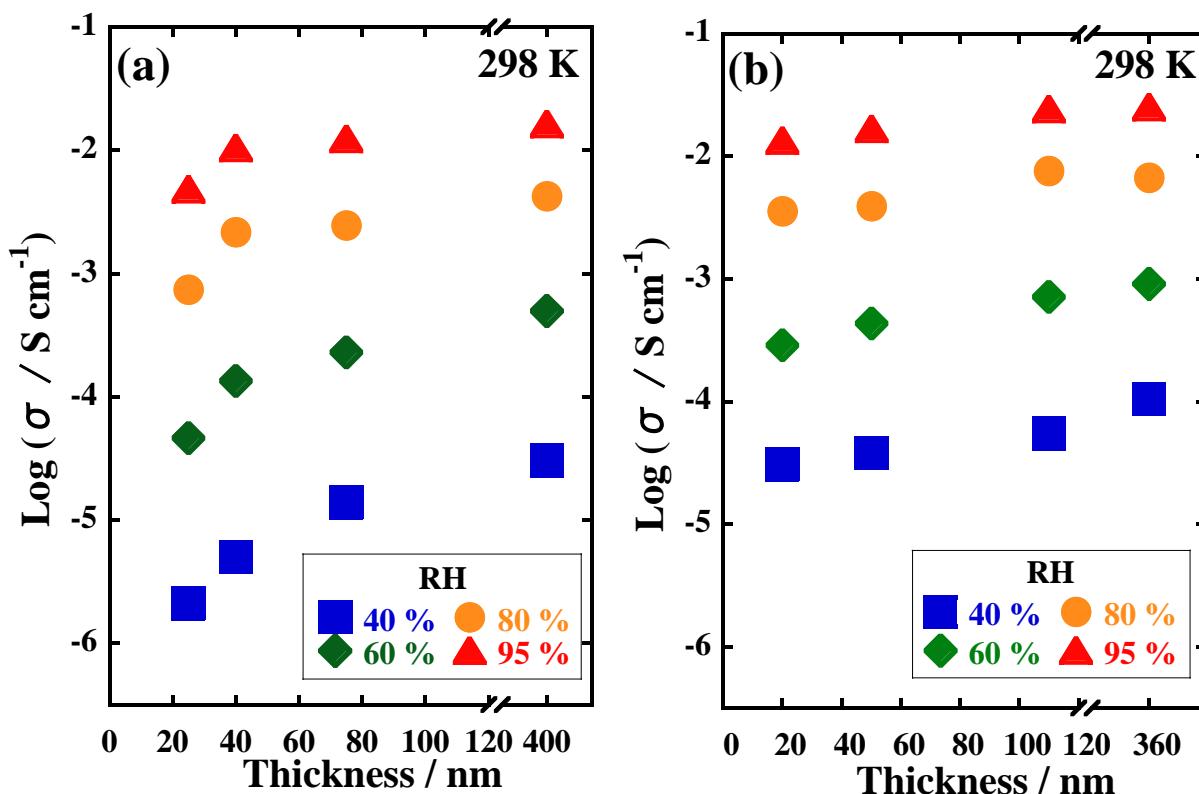 (a)
298 K
-1
-2
-3
-4
-5
-6
Log (σ / S cm⁻¹)
RH
40 % 80 %
60 % 95 %
0 20 40 60 80 100 120 400
Thickness / nm
(b)
298 K
-1
-2
-3
-4
-5
-6
Log (σ / S cm⁻¹)
RH
40 % 80 %
60 % 95 %
0 20 40 60 80 100 120 360
Thickness / nm